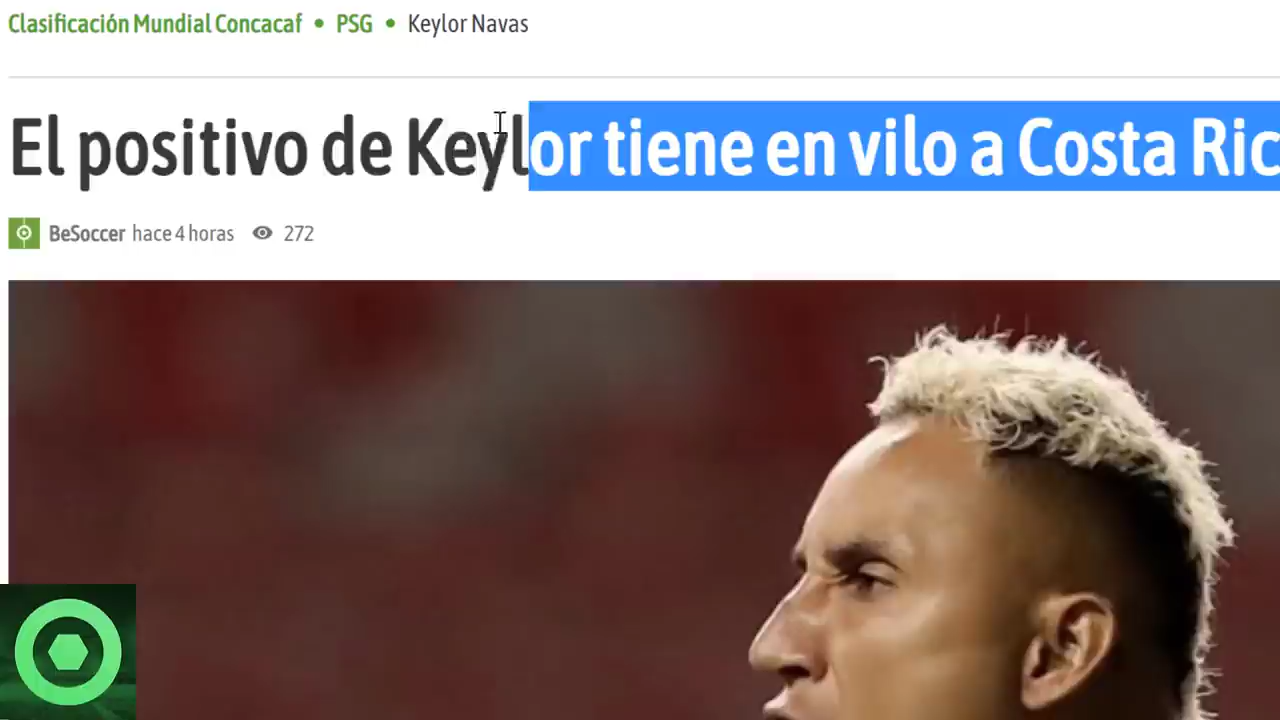 Clasificación Mundial Concacaf • PSG • Keylor Navas
El positivo de Keylor tiene en vilo a Costa Ric
BeSoccer hace 4 horas 272